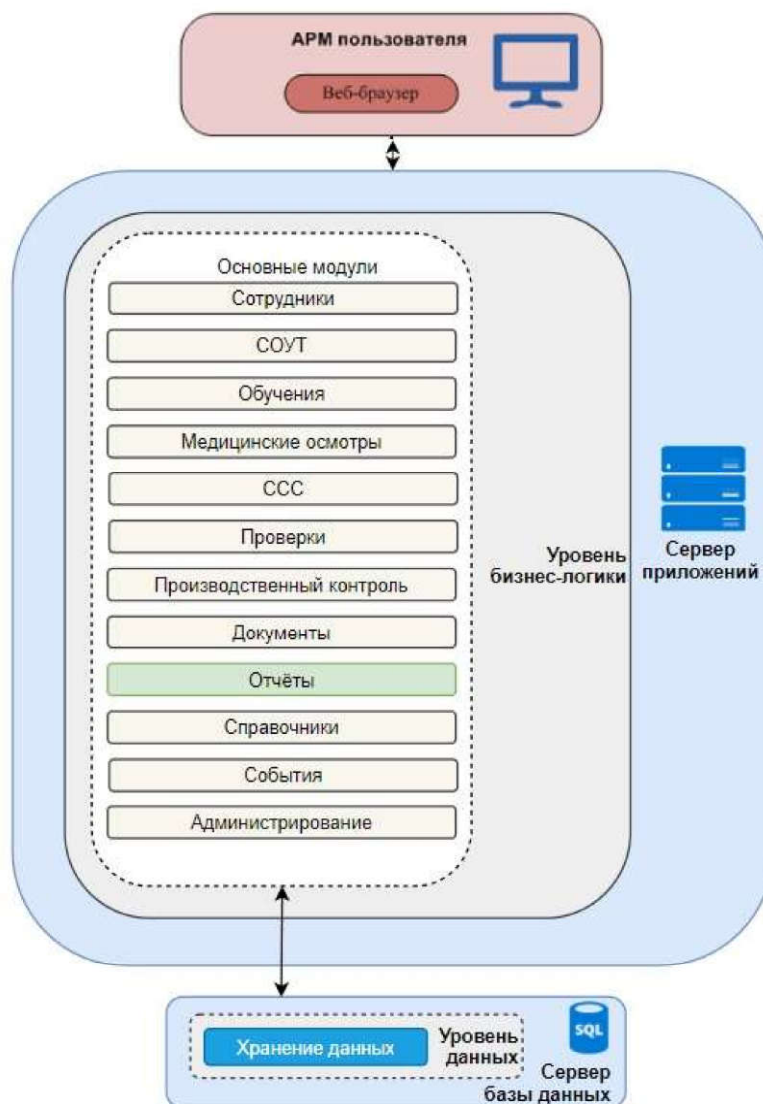 АРМ пользователя
Веб-браузер
Основные модули
Сотрудники
СОУТ
Обучения
Медицинские осмотры
ССС
Проверки
Производственный контроль
Документы
Отчёты
Справочники
События
Администрирование
Уровень
бизнес-логики
Сервер
приложений
Хранение данных
Уровень
данных
SQL
Сервер
базы данных